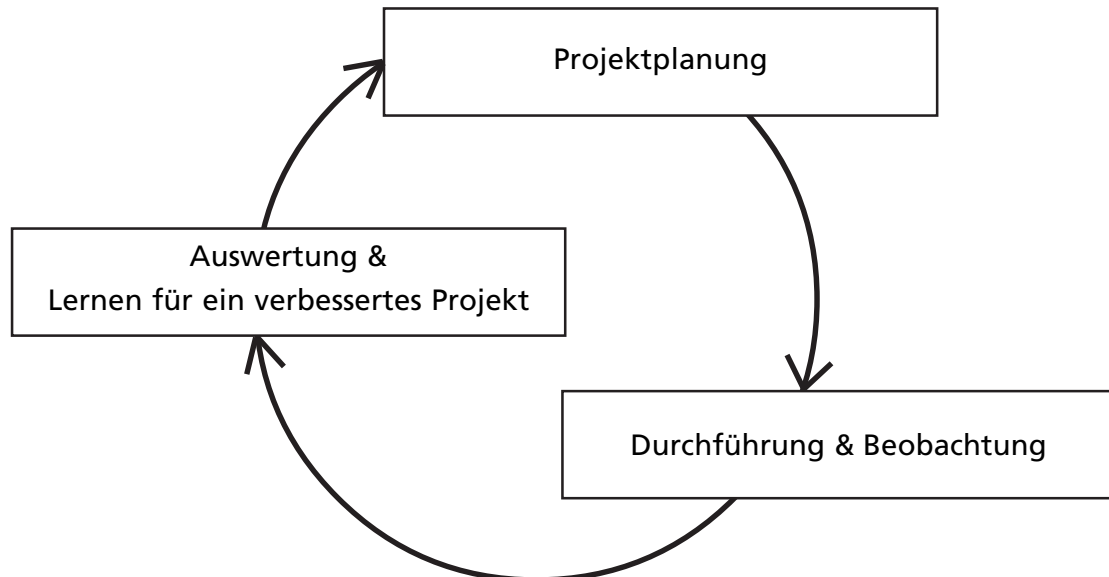 Projektplanung
Auswertung &
Lernen für ein verbessertes Projekt
Durchführung & Beobachtung